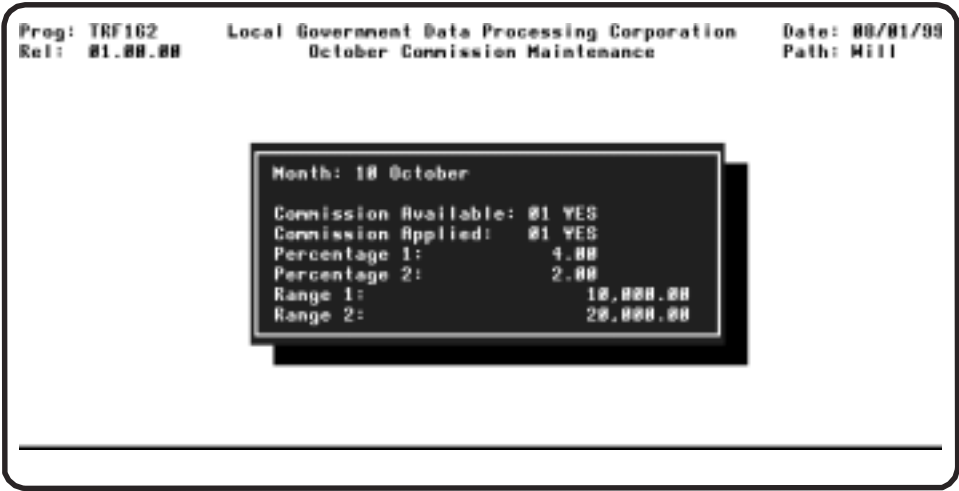 Prog: TRF162 Local Government Data Processing Corporation Date: 08/01/99
Rel: 01.00.00 October Commission Maintenance Path: Will
Month: 10 October
Commission Available: 01 YES
Commission Applied: 01 YES
Percentage 1: 4.00
Percentage 2: 2.00
Range 1: 10,000.00
Range 2: 20,000.00